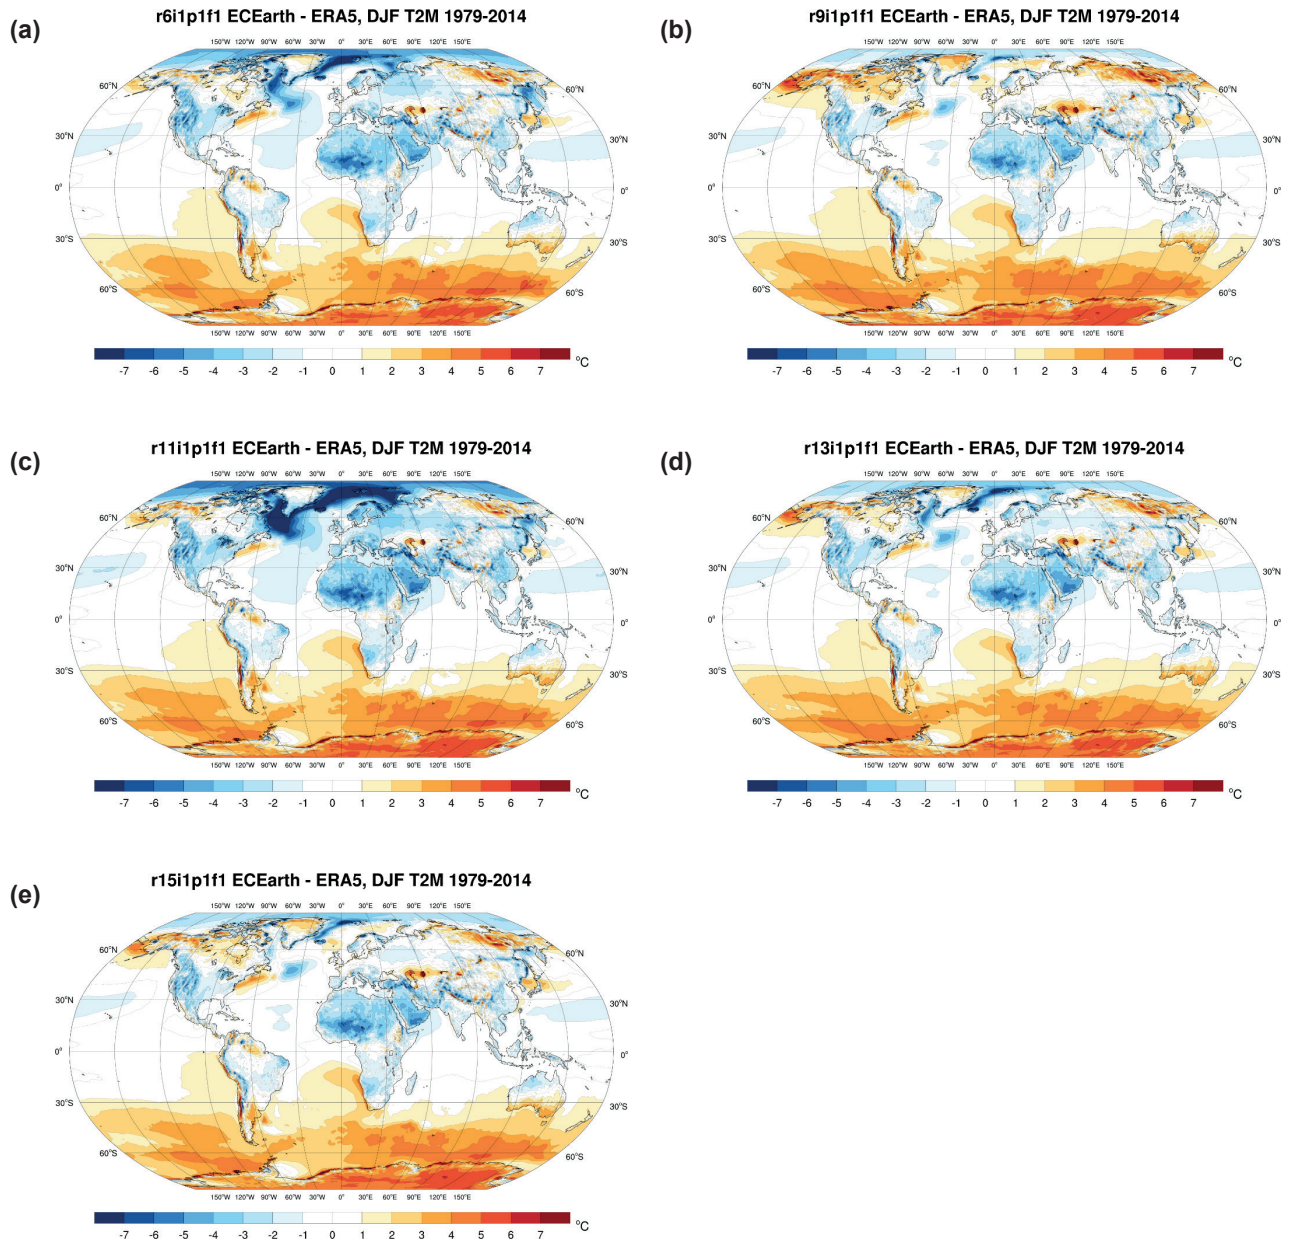 (a)
r6i1p1f1 ECEarth - ERA5, DJF T2M 1979-2014
150°W 120°W 90°W 60°W 30°W 0° 30°E 60°E 90°E 120°E 150°E
60°N 60°N
30°N 30°N
0° 0°
30°S 30°S
60°S 60°S
150°W 120°W 90°W 60°W 30°W 0° 30°E 60°E 90°E 120°E 150°E
-7 -6 -5 -4 -3 -2 -1 0 1 2 3 4 5 6 7 °C
(b)
r9i1p1f1 ECEarth - ERA5, DJF T2M 1979-2014
150°W 120°W 90°W 60°W 30°W 0° 30°E 60°E 90°E 120°E 150°E
60°N 60°N
30°N 30°N
0° 0°
30°S 30°S
60°S 60°S
150°W 120°W 90°W 60°W 30°W 0° 30°E 60°E 90°E 120°E 150°E
-7 -6 -5 -4 -3 -2 -1 0 1 2 3 4 5 6 7 °C
(c)
r11i1p1f1 ECEarth - ERA5, DJF T2M 1979-2014
150°W 120°W 90°W 60°W 30°W 0° 30°E 60°E 90°E 120°E 150°E
60°N 60°N
30°N 30°N
0° 0°
30°S 30°S
60°S 60°S
150°W 120°W 90°W 60°W 30°W 0° 30°E 60°E 90°E 120°E 150°E
-7 -6 -5 -4 -3 -2 -1 0 1 2 3 4 5 6 7 °C
(d)
r13i1p1f1 ECEarth - ERA5, DJF T2M 1979-2014
150°W 120°W 90°W 60°W 30°W 0° 30°E 60°E 90°E 120°E 150°E
60°N 60°N
30°N 30°N
0° 0°
30°S 30°S
60°S 60°S
150°W 120°W 90°W 60°W 30°W 0° 30°E 60°E 90°E 120°E 150°E
-7 -6 -5 -4 -3 -2 -1 0 1 2 3 4 5 6 7 °C
(e)
r15i1p1f1 ECEarth - ERA5, DJF T2M 1979-2014
150°W 120°W 90°W 60°W 30°W 0° 30°E 60°E 90°E 120°E 150°E
60°N 60°N
30°N 30°N
0° 0°
30°S 30°S
60°S 60°S
150°W 120°W 90°W 60°W 30°W 0° 30°E 60°E 90°E 120°E 150°E
-7 -6 -5 -4 -3 -2 -1 0 1 2 3 4 5 6 7 °C